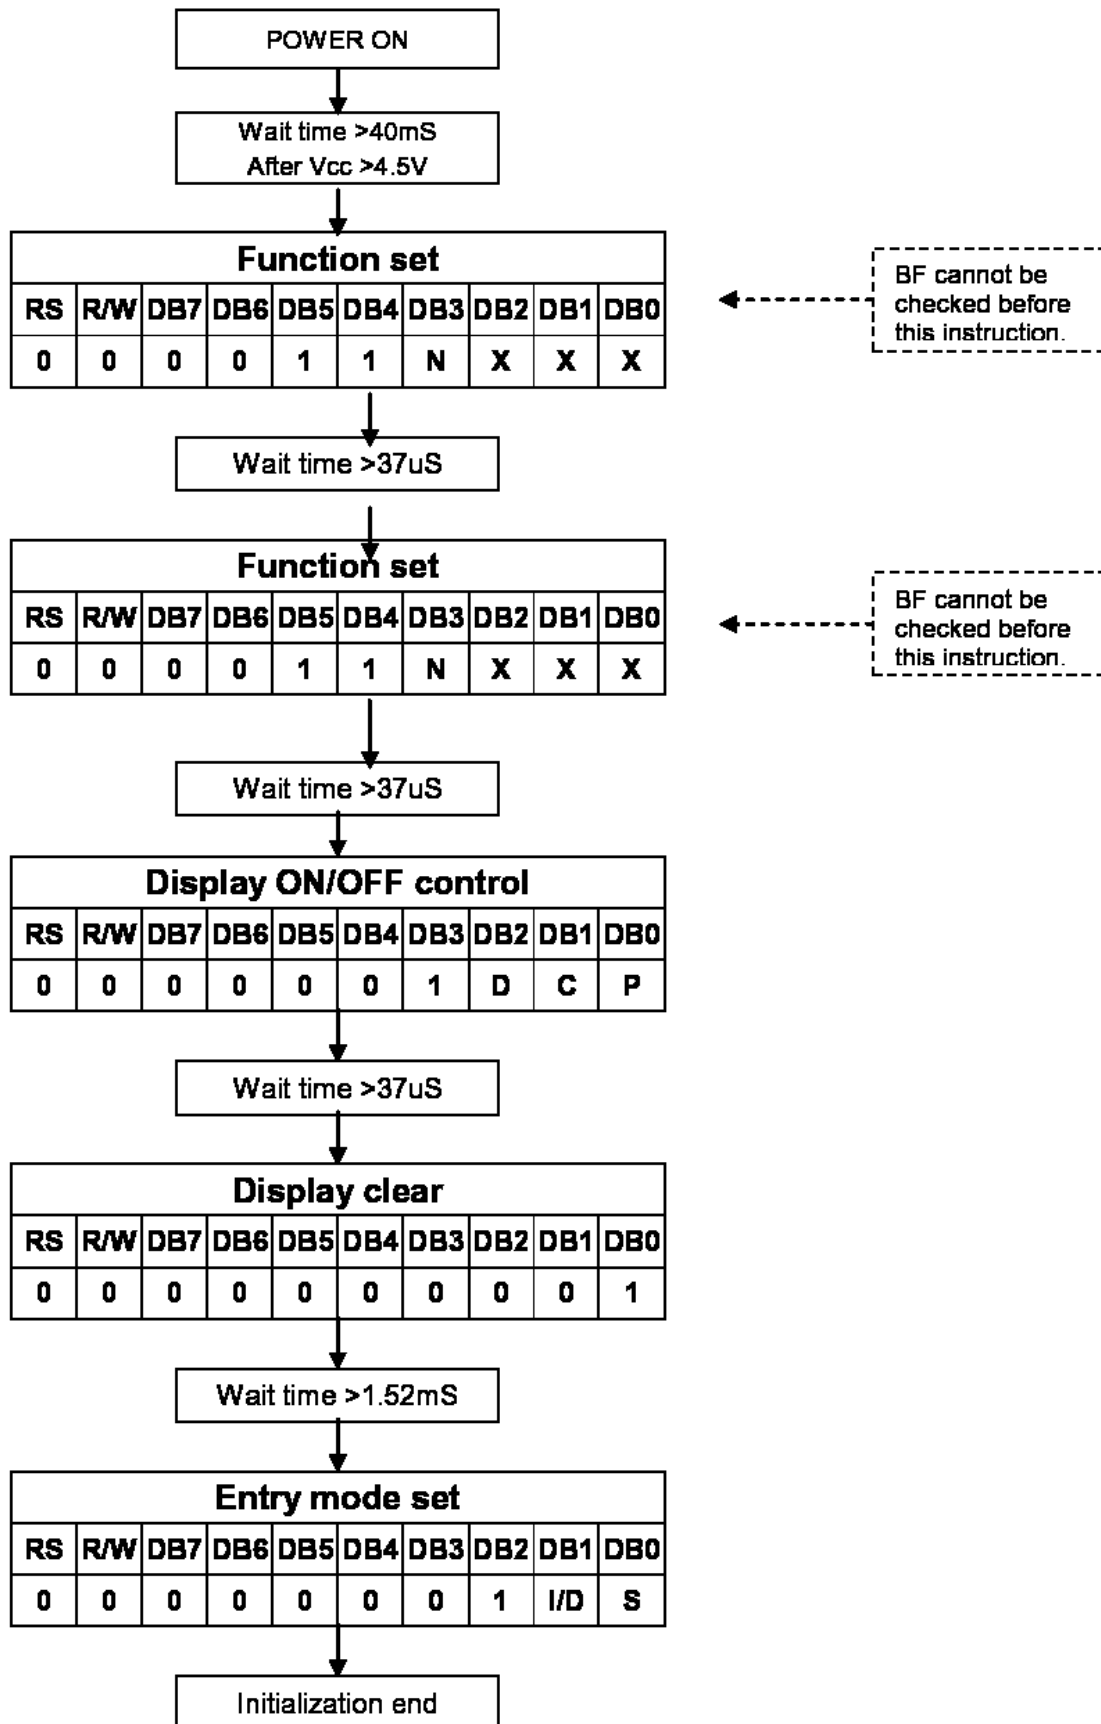 POWER ON
Wait time >40mS
After Vcc >4.5V
Function set
RS R/W DB7 DB6 DB5 DB4 DB3 DB2 DB1 DB0
0 0 0 0 1 1 N X X X
BF cannot be
checked before
this instruction.
Wait time >37uS
Function set
RS R/W DB7 DB6 DB5 DB4 DB3 DB2 DB1 DB0
0 0 0 0 1 1 N X X X
BF cannot be
checked before
this instruction.
Wait time >37uS
Display ON/OFF control
RS R/W DB7 DB6 DB5 DB4 DB3 DB2 DB1 DB0
0 0 0 0 0 0 1 D C P
Wait time >37uS
Display clear
RS R/W DB7 DB6 DB5 DB4 DB3 DB2 DB1 DB0
0 0 0 0 0 0 0 0 0 1
Wait time >1.52mS
Entry mode set
RS R/W DB7 DB6 DB5 DB4 DB3 DB2 DB1 DB0
0 0 0 0 0 0 0 1 I/D S
Initialization end